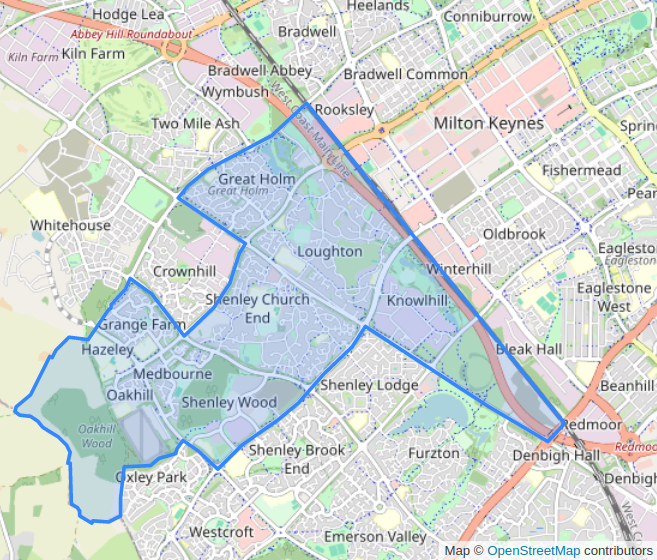 Hodge Lea
Heelands
Conniburrow
Abbey Hill Roundabout
Bradwell
Kiln Farm
Kiln Farm
Bradwell Abbey
Bradwell Common
Wymbush
West Coast Main Line
Rooksley
Two Mile Ash
Milton Keynes
Sprin
Fishermead
Great Holm
Great Holm
Pear
Whitehouse
Oldbrook
Loughton
Eaglestone
Eaglestone
Crownhill
Winterhill
Eaglestone
West
Shenley Church
End
Knowlhill
Grange Farm
Hazeley
Bleak Hall
Medbourne
Shenley Lodge
Beanhill
Oakhill
Shenley Wood
Oakhill
Wood
Redmoor
Redmoo
Shenley Brook
End
Furzton
Denbigh Hall
Oxley Park
Denbigh
West Co
Westcroft
Emerson Valley
Map © OpenStreetMap contributors